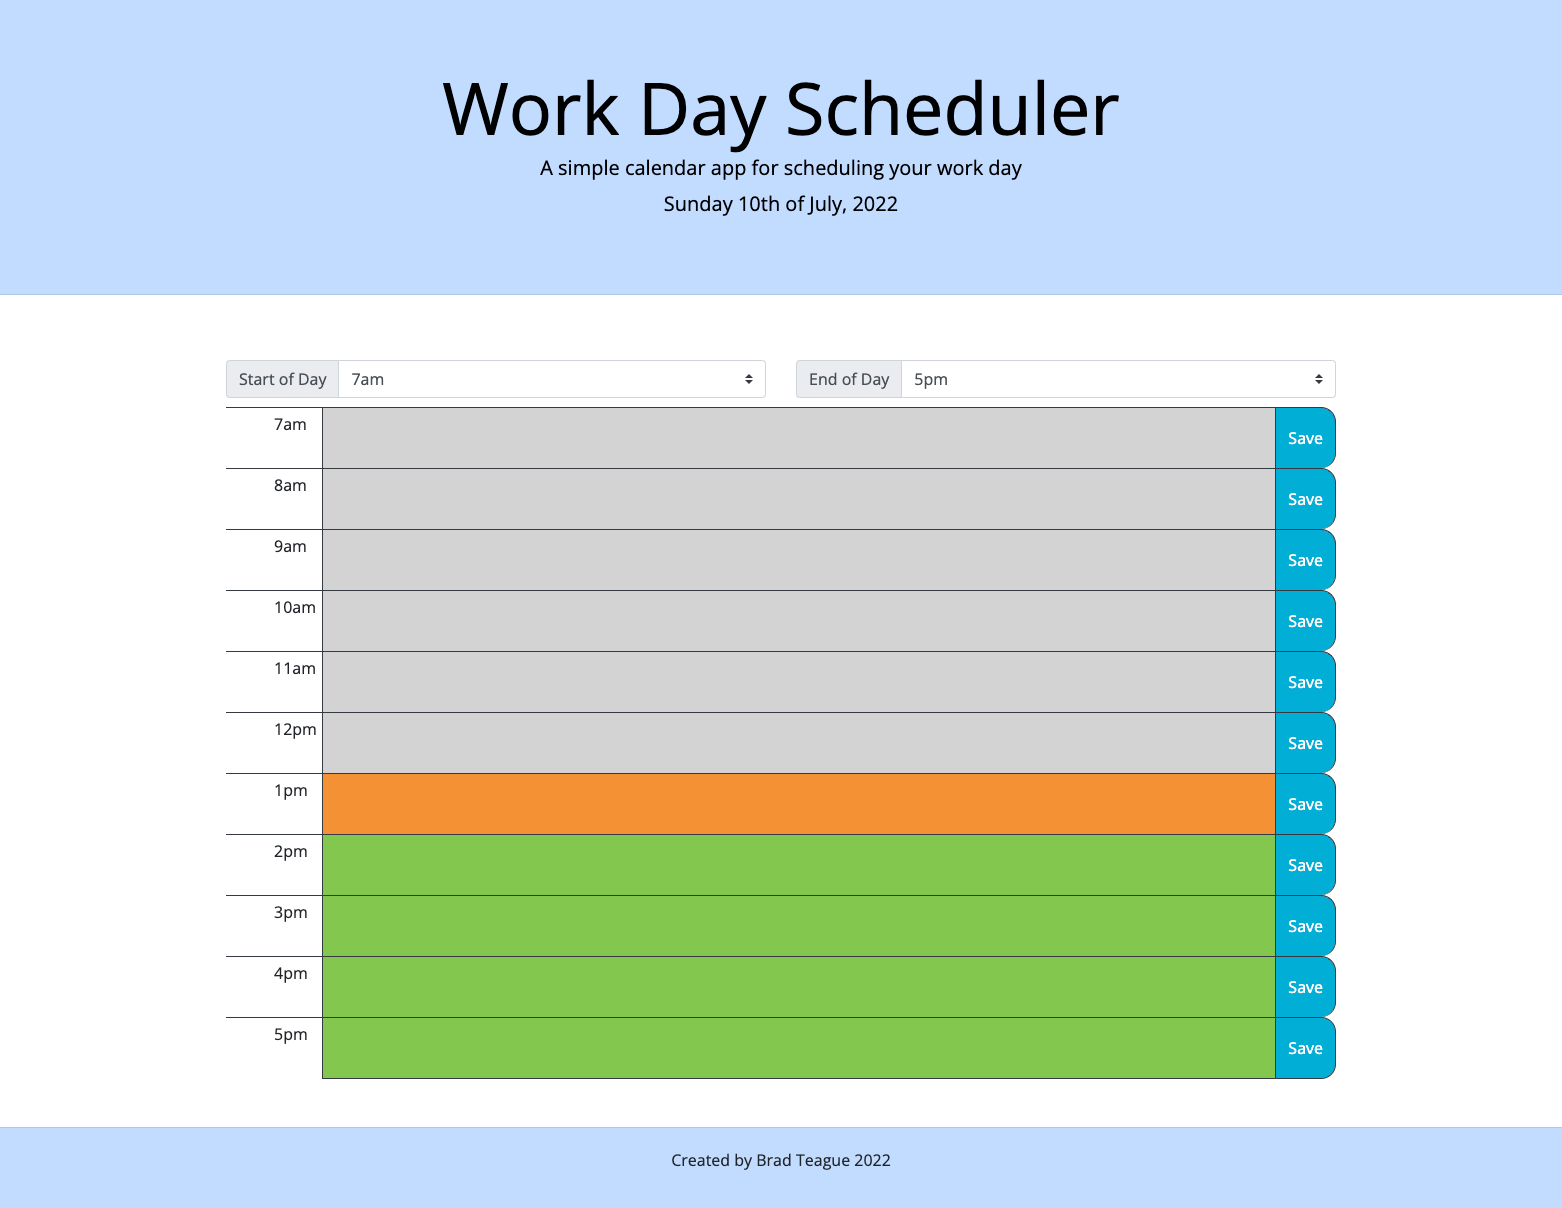 Work Day Scheduler
A simple calendar app for scheduling your work day
Sunday 10th of July, 2022
Start of Day 7am End of Day 5pm
7am Save
8am Save
9am Save
10am Save
11am Save
12pm Save
1pm Save
2pm Save
3pm Save
4pm Save
5pm Save
Created by Brad Teague 2022